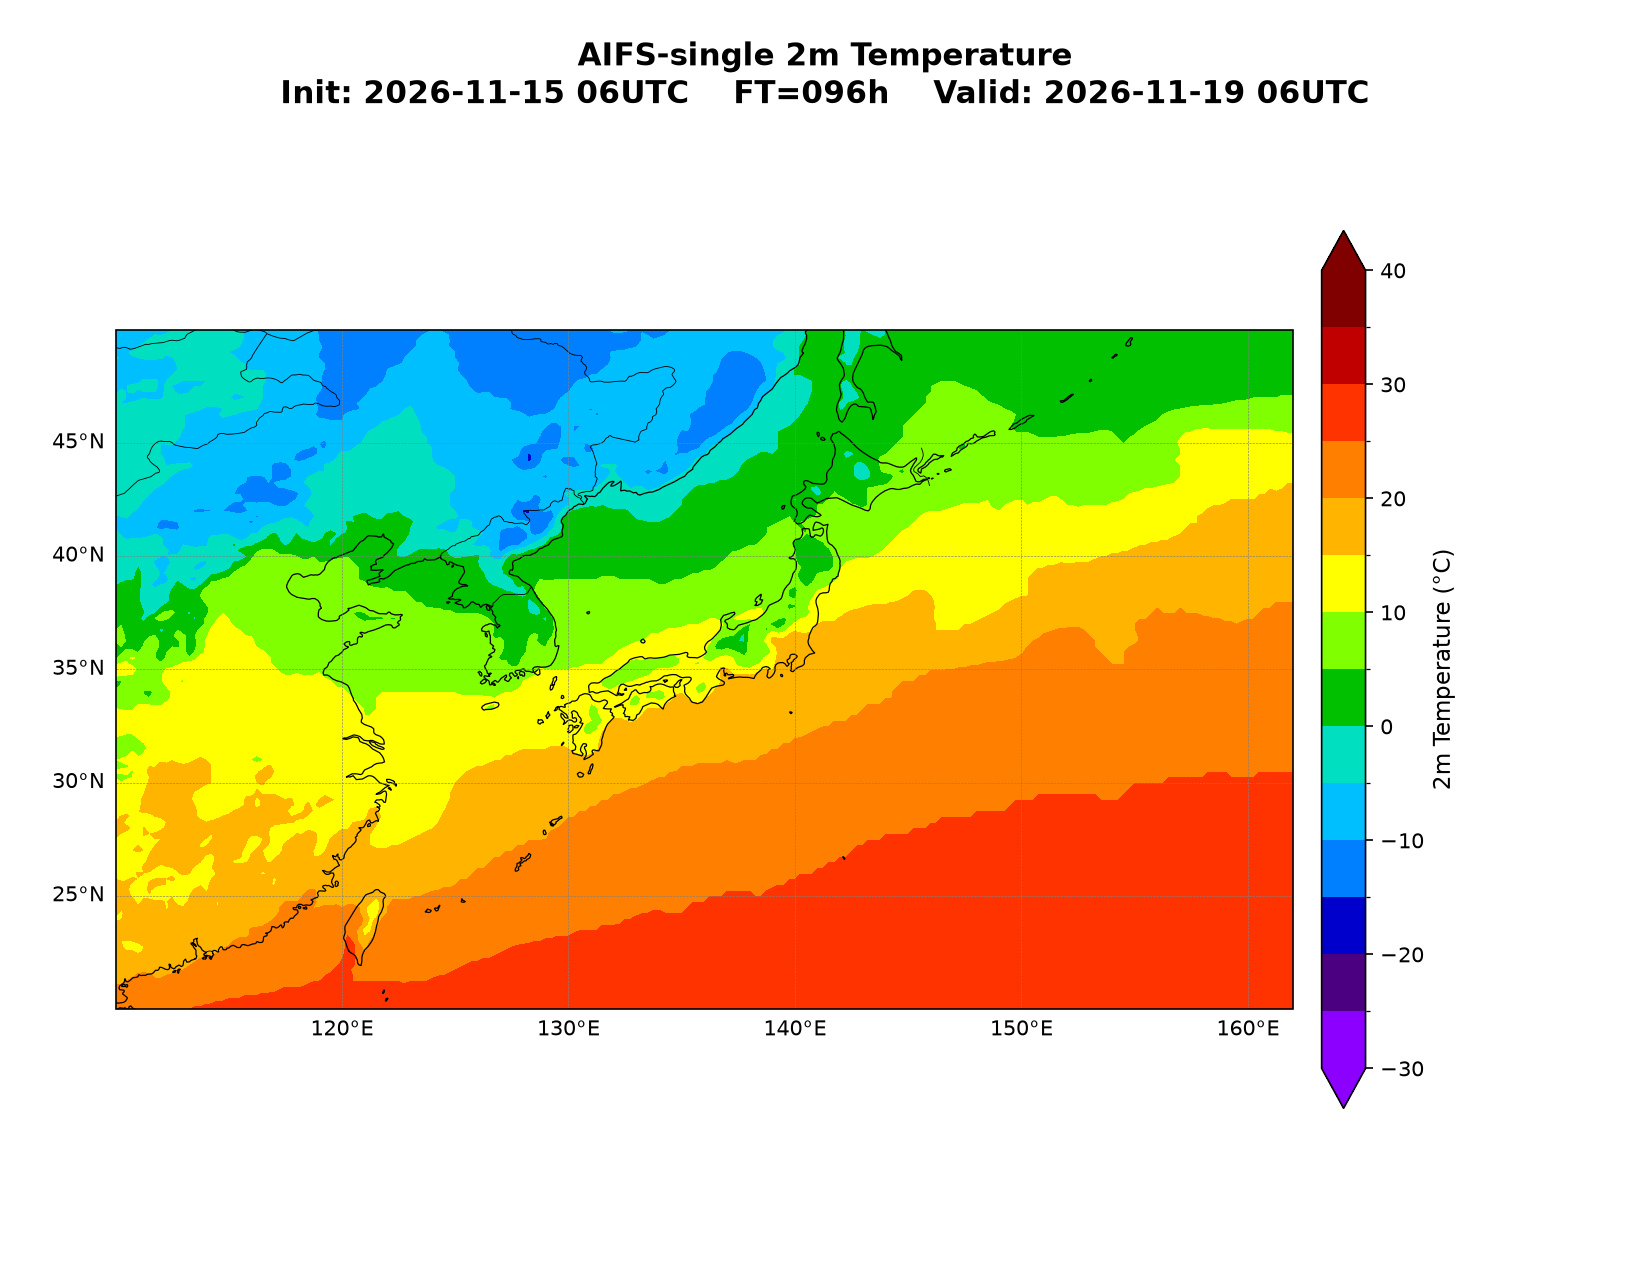 AIFS-single 2m Temperature
Init: 2026-11-15 06UTC    FT=096h    Valid: 2026-11-19 06UTC
45°N
40°N
35°N
30°N
25°N
120°E
130°E
140°E
150°E
160°E
40
30
20
10
0
−10
−20
−30
2m Temperature (°C)